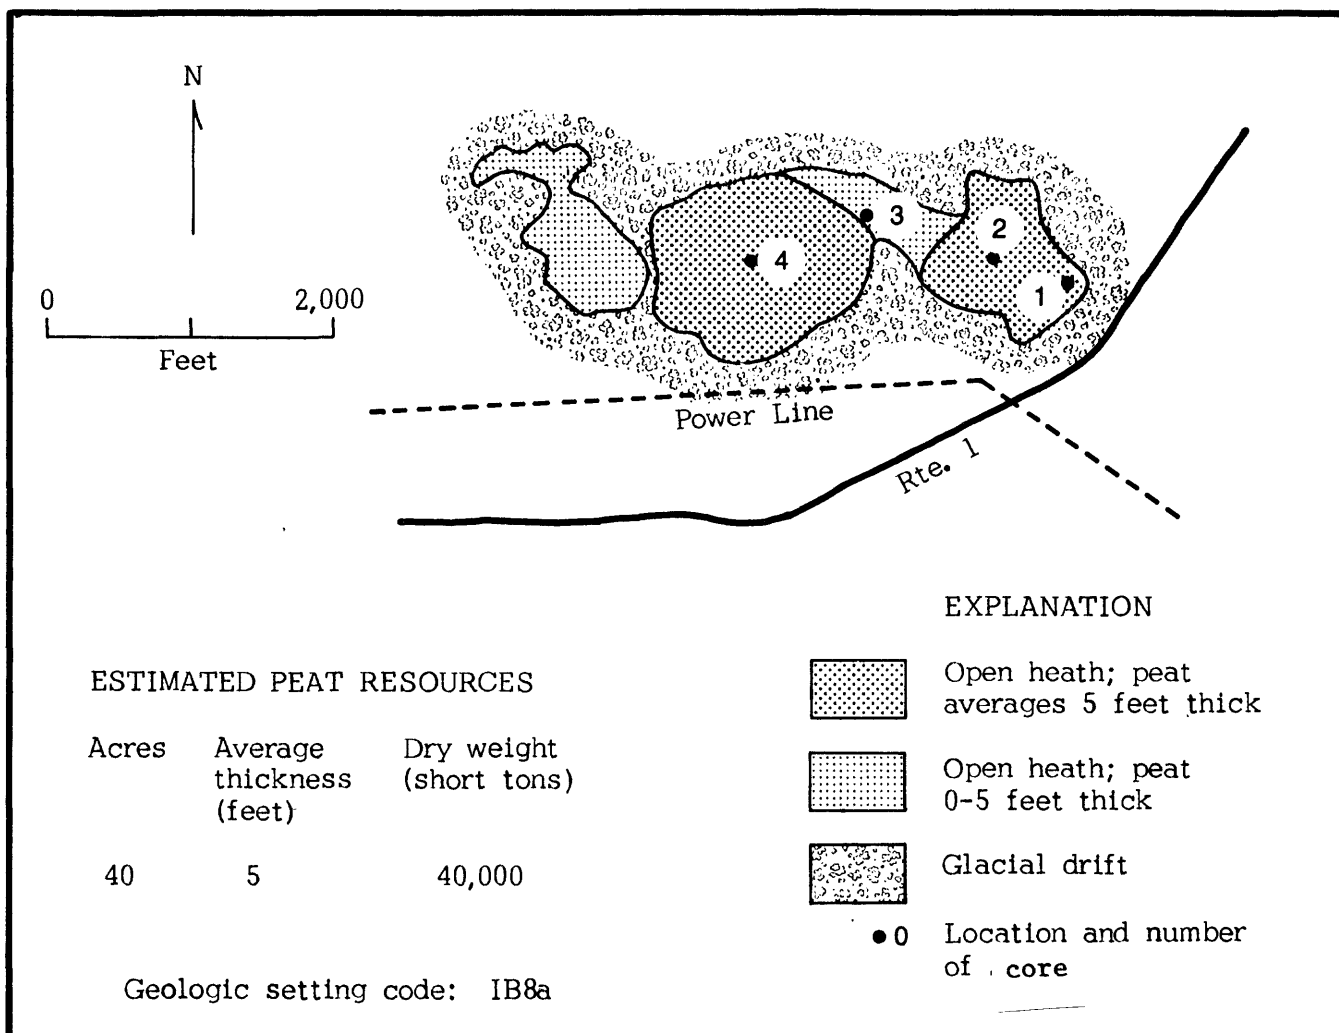 N
0 2,000
Feet
3
2
4
1
Power Line
Rte. 1
EXPLANATION
Open heath; peat
averages 5 feet thick
Open heath; peat
0-5 feet thick
Glacial drift
0 Location and number
of core
ESTIMATED PEAT RESOURCES
Acres Average Dry weight
thickness (short tons)
(feet)
40 5 40,000
Geologic setting code: IB8a